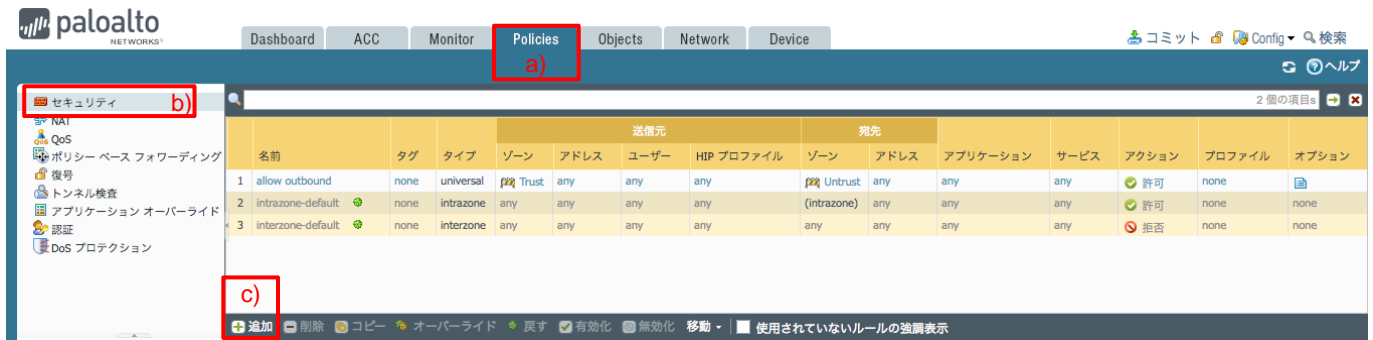 paloalto
NETWORKS®
Dashboard ACC Monitor Policies Objects Network Device
コミット Config 検索
a)
ヘルプ
セキュリティ b)
NAT
QoS
ポリシー ベース フォワーディング
復号
トンネル検査
アプリケーション オーバーライド
認証
DoS プロテクション
2 個の項目s
送信元 宛先
名前 タグ タイプ ゾーン アドレス ユーザー HIP プロファイル ゾーン アドレス アプリケーション サービス アクション プロファイル オプション
1 allow outbound none universal Trust any any any Untrust any any any 許可 none
2 intrazone-default none intrazone any any any any (intrazone) any any any 許可 none none
3 interzone-default none interzone any any any any any any any any 拒否 none none
c)
追加 削除 コピー オーバーライド 戻す 有効化 無効化 移動 使用されていないルールの強調表示